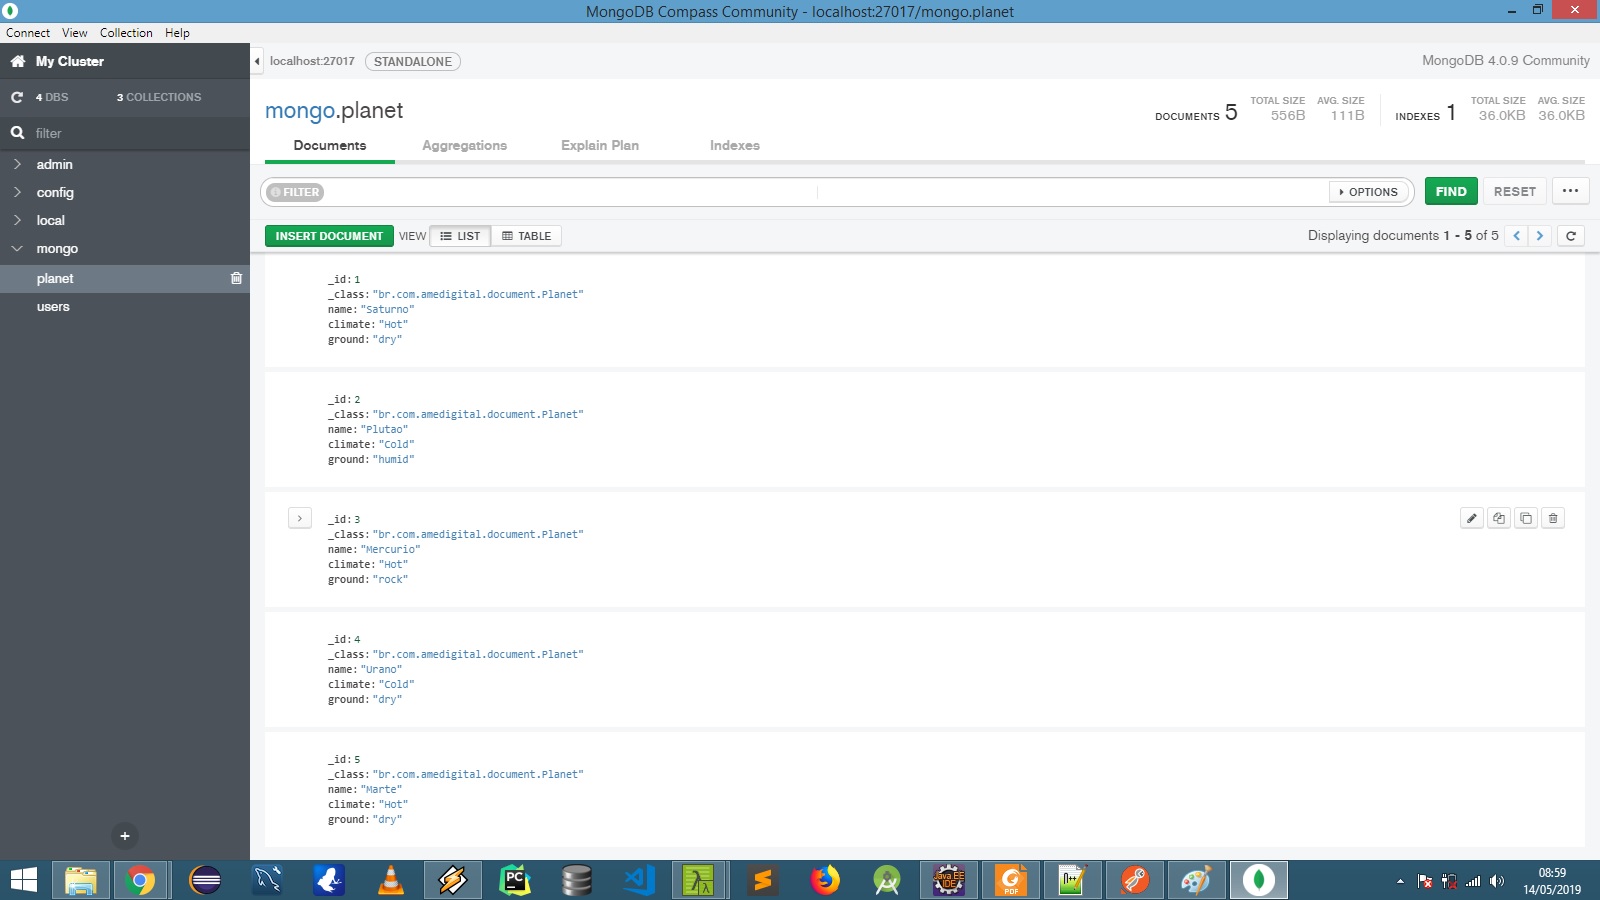 MongoDB Compass Community - localhost:27017/mongo.planet
Connect View Collection Help
My Cluster
localhost:27017 STANDALONE MongoDB 4.0.9 Community
4 DBS 3 COLLECTIONS
filter
mongo.planet
DOCUMENTS 5 TOTAL SIZE 556B AVG. SIZE 111B INDEXES 1 TOTAL SIZE 36.0KB AVG. SIZE 36.0KB
Documents Aggregations Explain Plan Indexes
admin
config
local
mongo
planet
users
FILTER OPTIONS FIND RESET ...
INSERT DOCUMENT VIEW LIST TABLE Displaying documents 1 - 5 of 5
_id: 1
_class: "br.com.amedigital.document.Planet"
name: "Saturno"
climate: "Hot"
ground: "dry"
_id: 2
_class: "br.com.amedigital.document.Planet"
name: "Plutao"
climate: "Cold"
ground: "humid"
_id: 3
_class: "br.com.amedigital.document.Planet"
name: "Mercurio"
climate: "Hot"
ground: "rock"
_id: 4
_class: "br.com.amedigital.document.Planet"
name: "Urano"
climate: "Cold"
ground: "dry"
_id: 5
_class: "br.com.amedigital.document.Planet"
name: "Marte"
climate: "Hot"
ground: "dry"
PC
Java EE
IDE
PDF
08:59
14/05/2019